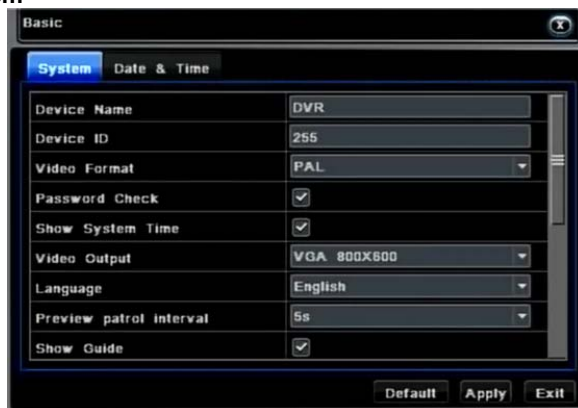 Basic
System Date & Time
Device Name DVR
Device ID 255
Video Format PAL
Password Check
Show System Time
Video Output VGA 800X600
Language English
Preview patrol interval 5s
Show Guide
Default Apply Exit